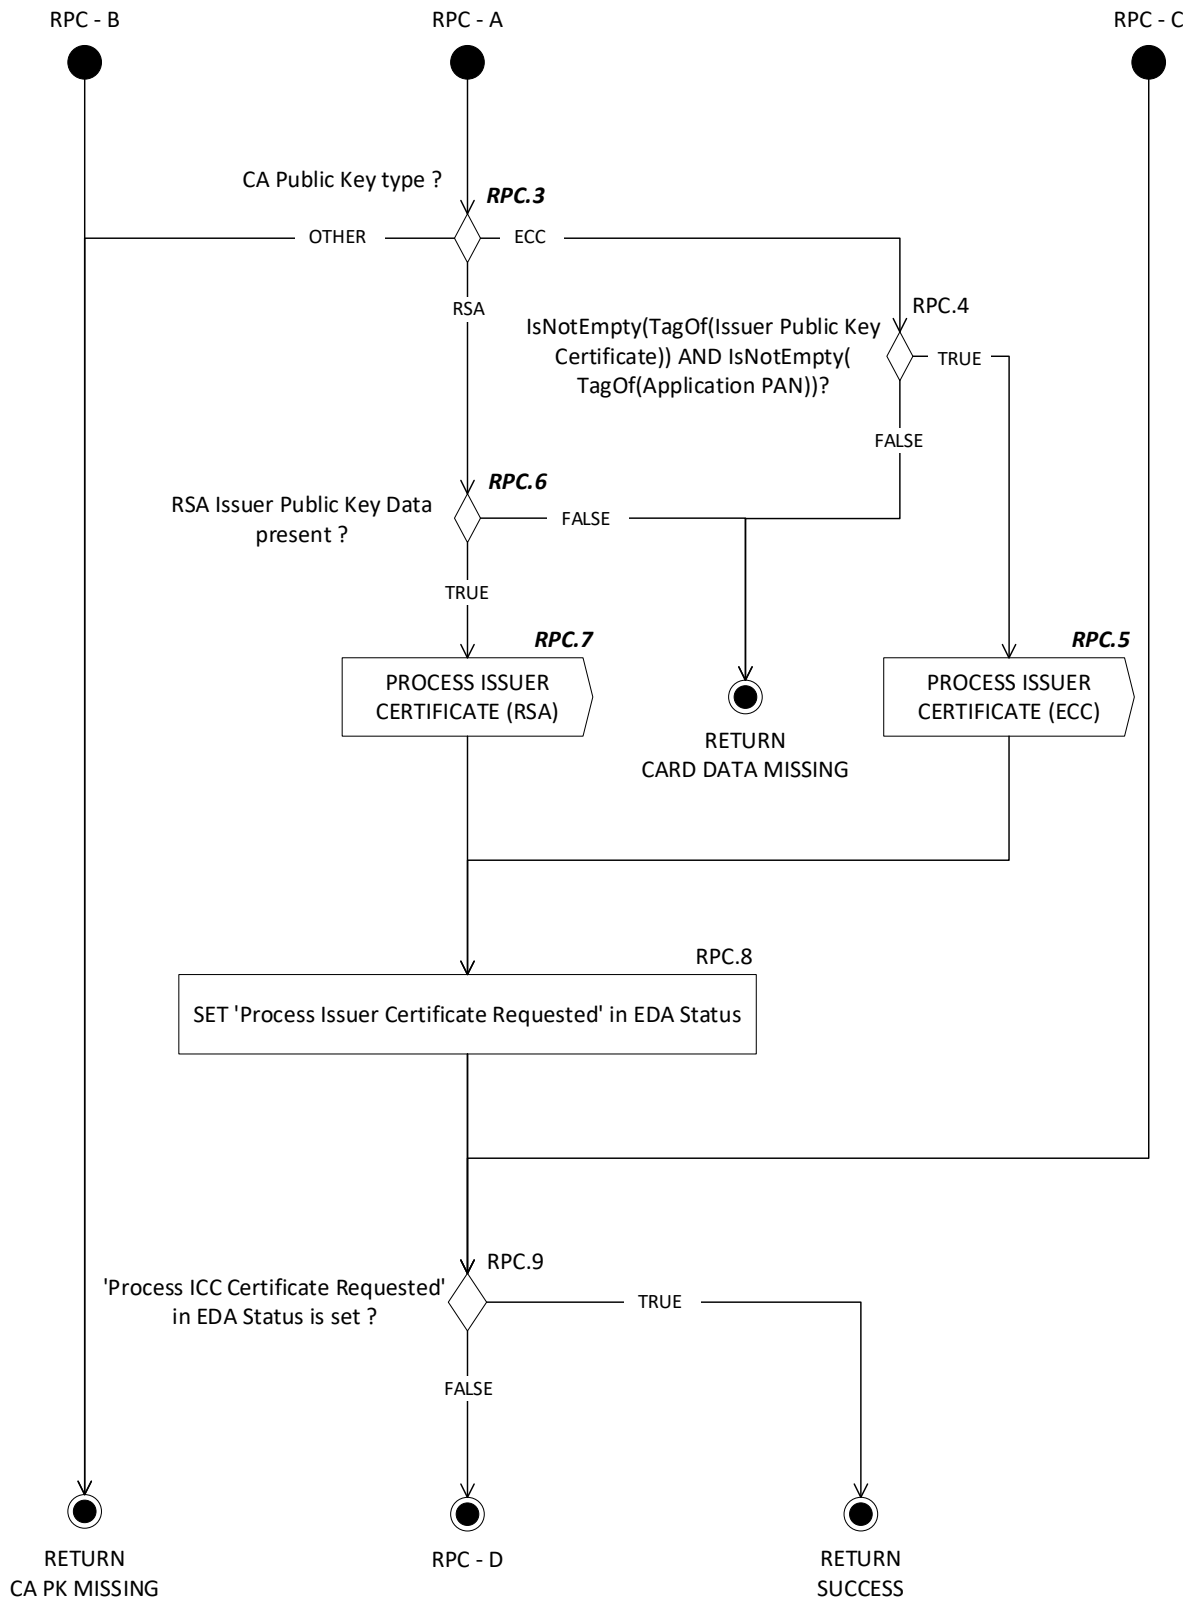 RPC - B
RPC - A
RPC - C
CA Public Key type ?
RPC.3
OTHER
ECC
RSA
RPC.4
IsNotEmpty(TagOf(Issuer Public Key
Certificate)) AND IsNotEmpty(
TagOf(Application PAN))?
TRUE
FALSE
RPC.6
RSA Issuer Public Key Data
present ?
FALSE
TRUE
RPC.7
PROCESS ISSUER
CERTIFICATE (RSA)
RPC.5
PROCESS ISSUER
CERTIFICATE (ECC)
RETURN
CARD DATA MISSING
RPC.8
SET 'Process Issuer Certificate Requested' in EDA Status
RPC.9
'Process ICC Certificate Requested'
in EDA Status is set ?
TRUE
FALSE
RETURN
CA PK MISSING
RPC - D
RETURN
SUCCESS